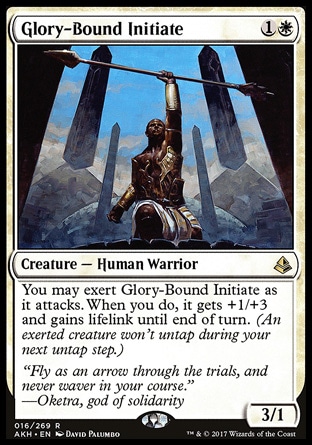 Glory-Bound Initiate 1
Creature — Human Warrior
You may exert Glory-Bound Initiate as
it attacks. When you do, it gets +1/+3
and gains lifelink until end of turn. (An
exerted creature won't untap during your
next untap step.)
"Fly as an arrow through the trials, and
never waver in your course."
—Oketra, god of solidarity
3/1
016/269 R
AKH • EN DAVID PALUMBO
™ & © 2017 Wizards of the Coast